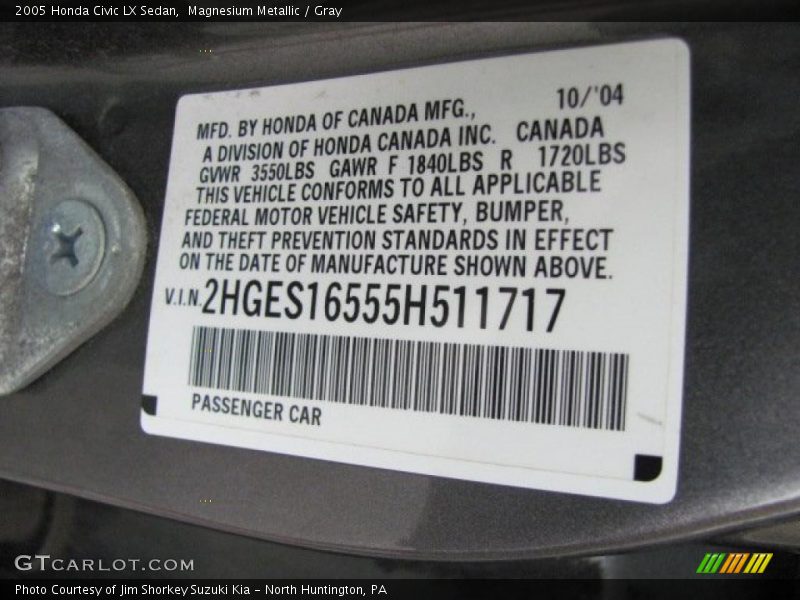 2005 Honda Civic LX Sedan,  Magnesium Metallic / Gray
10/'04
MFD. BY HONDA OF CANADA MFG.,
A DIVISION OF HONDA CANADA INC.  CANADA
GVWR  3550LBS  GAWR  F  1840LBS  R  1720LBS
THIS VEHICLE CONFORMS TO ALL APPLICABLE
FEDERAL MOTOR VEHICLE SAFETY, BUMPER,
AND THEFT PREVENTION STANDARDS IN EFFECT
ON THE DATE OF MANUFACTURE SHOWN ABOVE.
V.I.N. 2HGES16555H511717
PASSENGER CAR
GTCARLOT.COM
Photo Courtesy of Jim Shorkey Suzuki Kia – North Huntington, PA